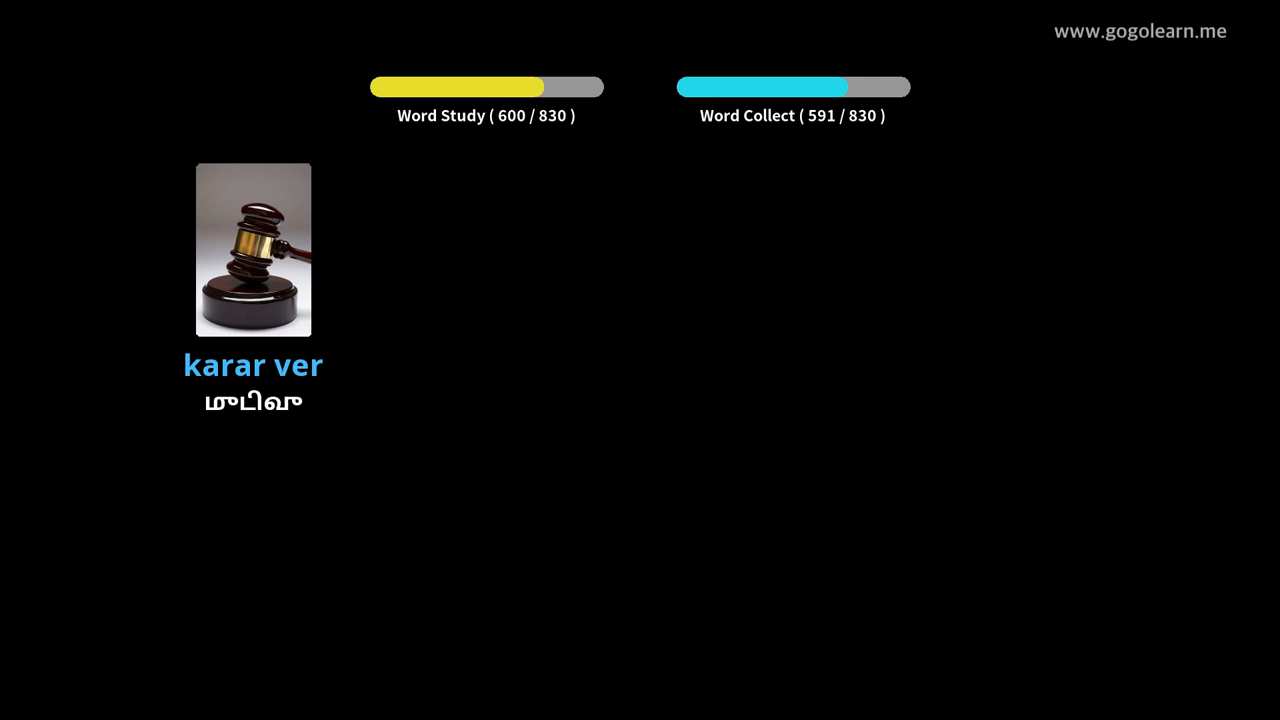 www.gogolearn.me
Word Study ( 600 / 830 )
Word Collect ( 591 / 830 )
karar ver
முடிவு